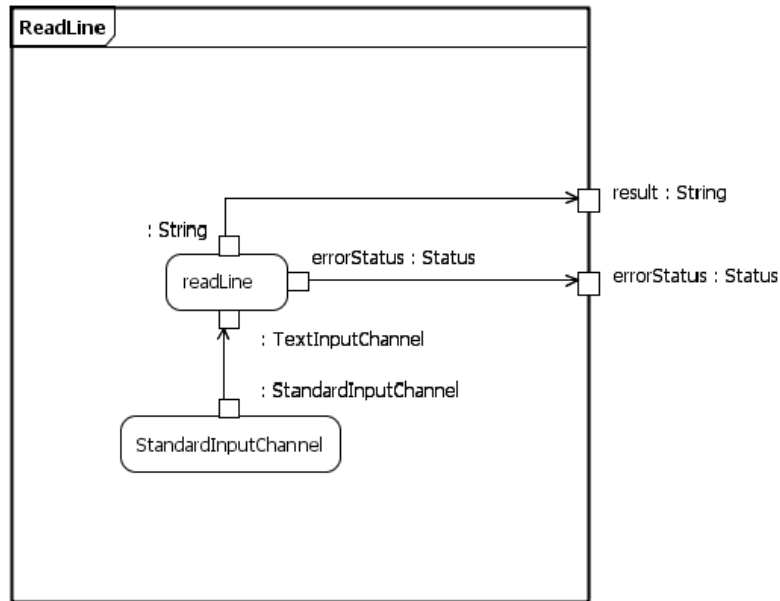 ReadLine
result : String
: String
errorStatus : Status
errorStatus : Status
readLine
: TextInputChannel
: StandardInputChannel
StandardInputChannel